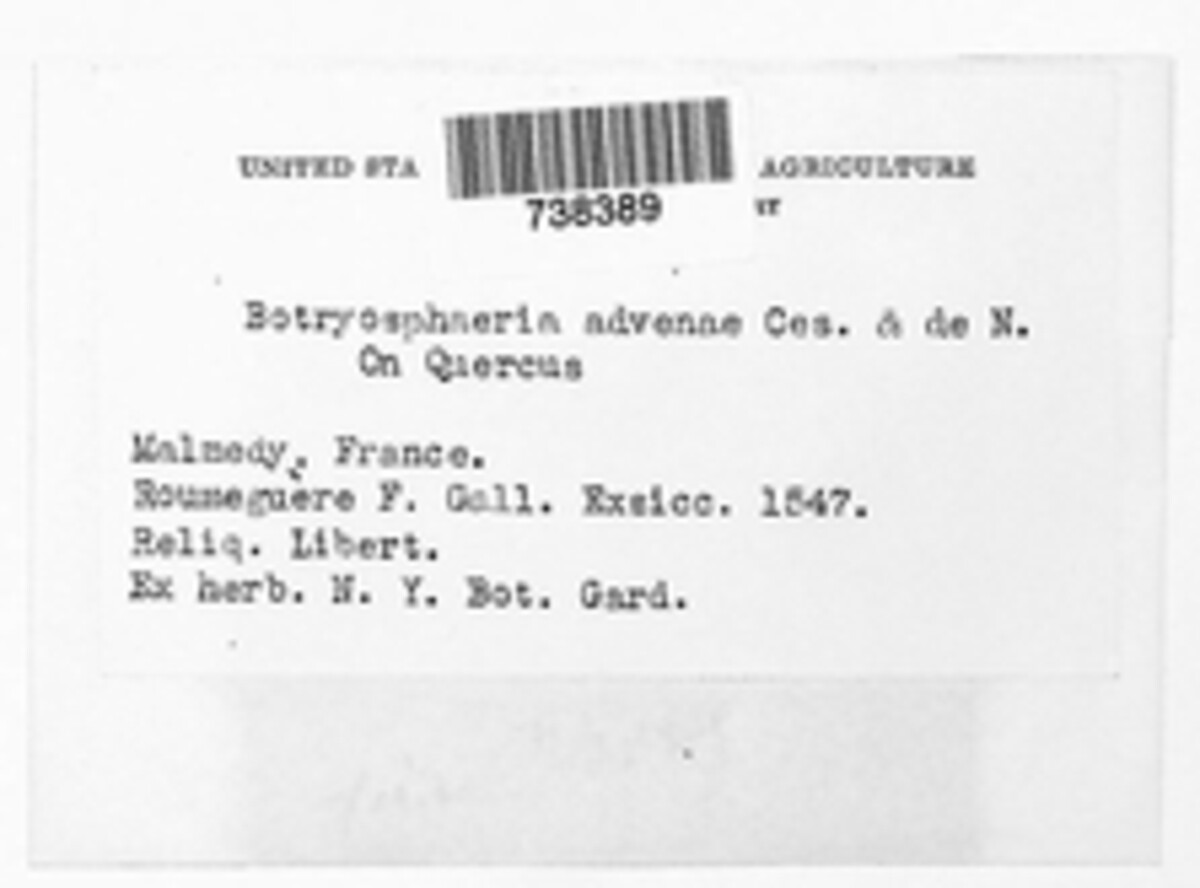 UNITED STA AGRICULTURE
738389
Botryosphaeria advenae Ces. & de N.
On Quercus
Malmedy, France.
Roumeguere F. Gall. Exsicc. 1547.
Reliq. Libert.
Ex herb. N. Y. Bot. Gard.